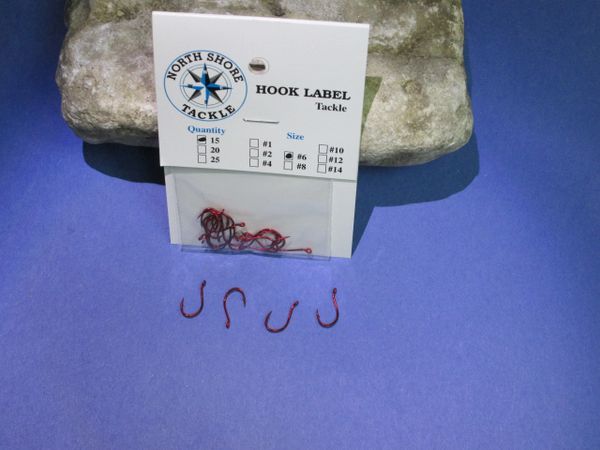 NORTH SHORE
TACKLE
HOOK LABEL
Tackle
Quantity
15
20
25
Size
#1
#2
#4
#6
#8
#10
#12
#14